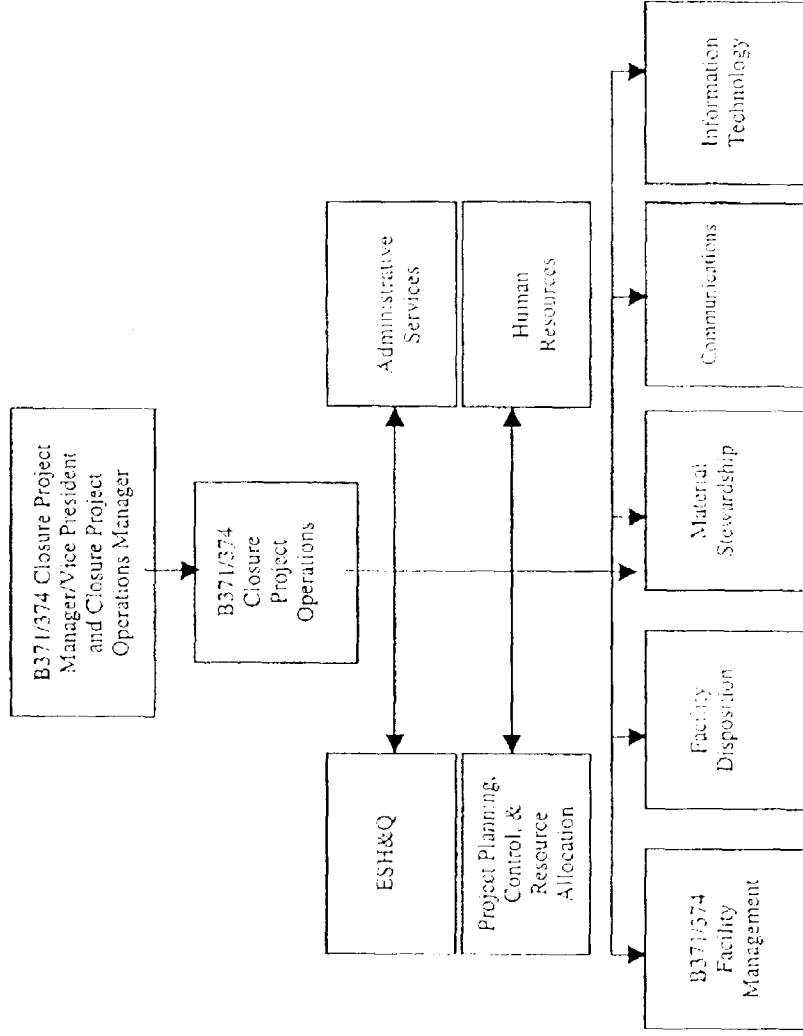 B371/374 Closure Project
Manager/Vice President
and Closure Project
Operations Manager
B371/374
Closure
Project
Operations
ESH&Q
Administrative
Services
Project Planning,
Control, &
Resource
Allocation
Human
Resources
B371/374
Facility
Management
Facility
Disposition
Material
Stewardship
Communications
Information
Technology